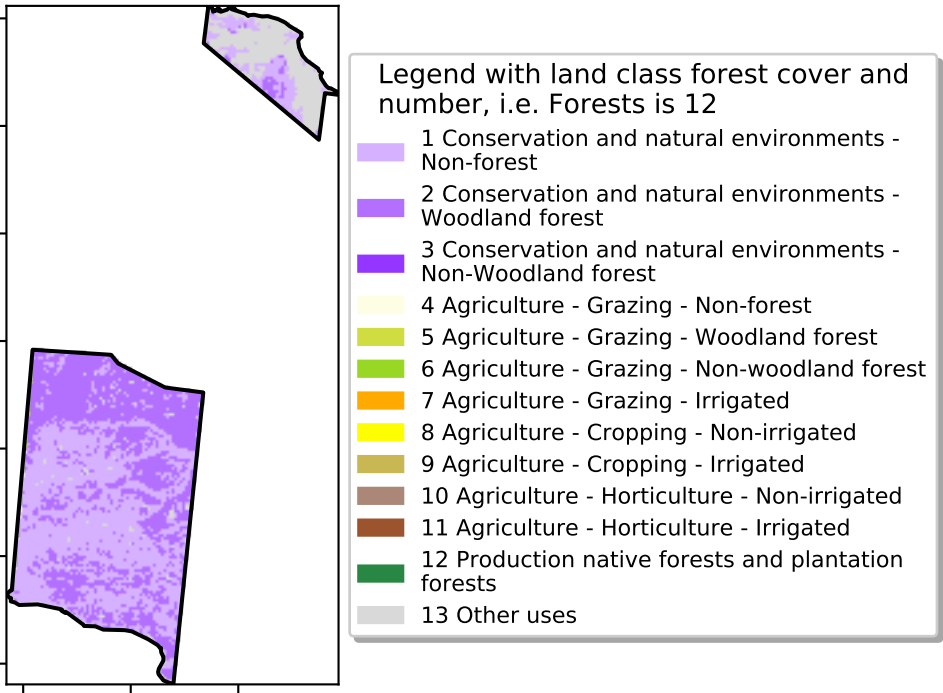 Legend with land class forest cover and
number, i.e. Forests is 12
1 Conservation and natural environments -
Non-forest
2 Conservation and natural environments -
Woodland forest
3 Conservation and natural environments -
Non-Woodland forest
4 Agriculture - Grazing - Non-forest
5 Agriculture - Grazing - Woodland forest
6 Agriculture - Grazing - Non-woodland forest
7 Agriculture - Grazing - Irrigated
8 Agriculture - Cropping - Non-irrigated
9 Agriculture - Cropping - Irrigated
10 Agriculture - Horticulture - Non-irrigated
11 Agriculture - Horticulture - Irrigated
12 Production native forests and plantation
forests
13 Other uses